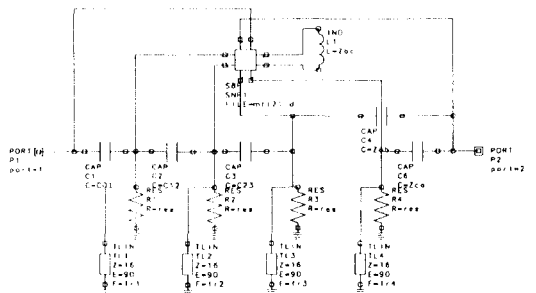 IND
L1
L=Zbc
S8P
SNP1
PORT
P1
port=1
CAP
C1
C=C01
CAP
C2
C=C12
CAP
C3
C=C23
CAP
C4
CAP
C6
C=Zca
PORT
P2
port=2
RES
R1
R=res
RES
R2
R=res
RES
R3
R=res
RES
R4
R=res
TLIN
TL1
Z=16
E=90
F=fr1
TLIN
TL2
Z=16
E=90
F=fr2
TLIN
TL3
Z=16
E=90
F=fr3
TLIN
TL4
Z=16
E=90
F=fr4